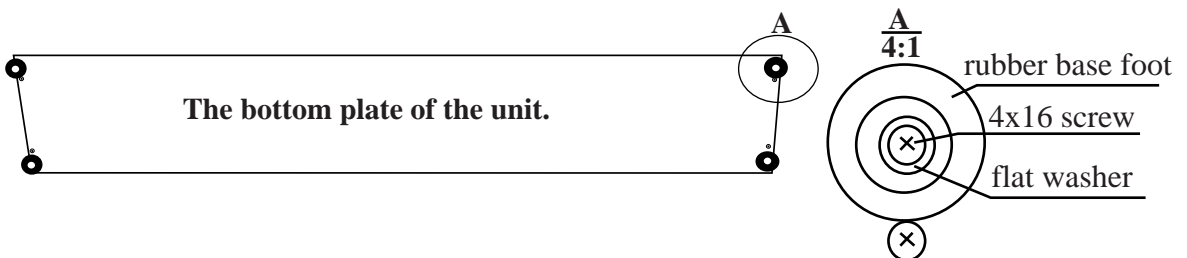 A
The bottom plate of the unit.
A
4:1
rubber base foot
4x16 screw
flat washer